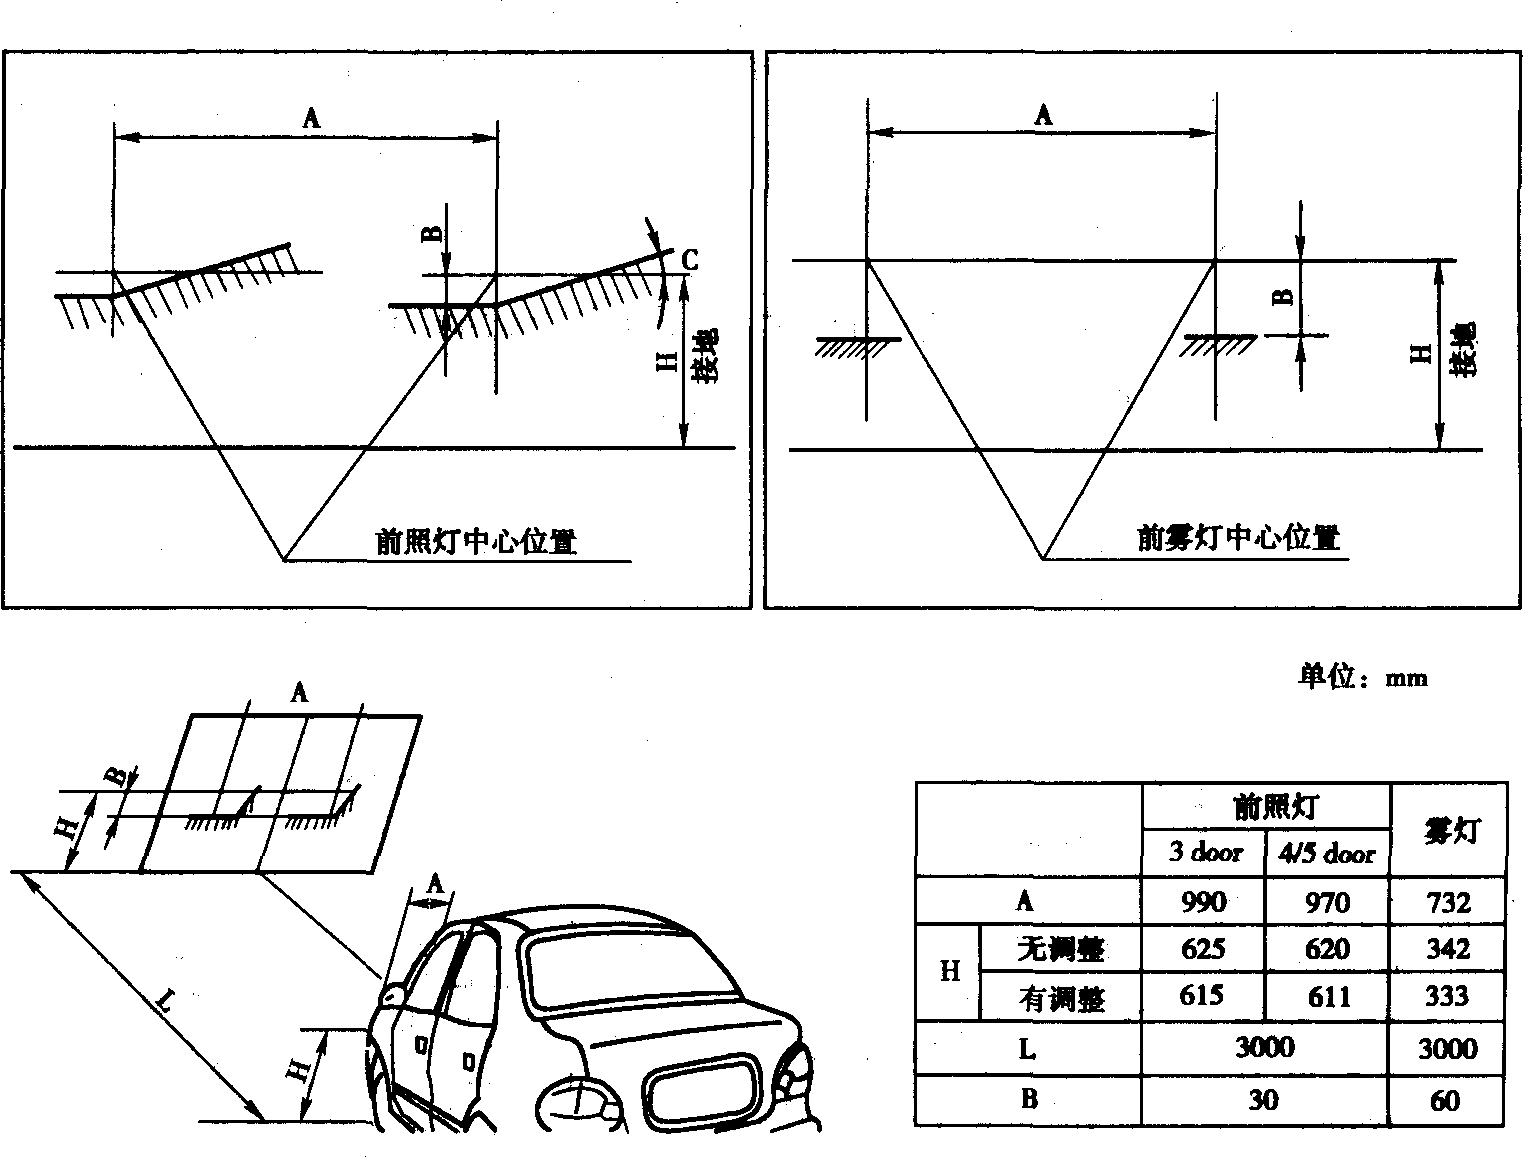 A
B
C
H
接地
前照灯中心位置
A
B
H
接地
前雾灯中心位置
单位：mm
A
B
H
L
A
H
前照灯 雾灯
3 door 4/5 door
A 990 970 732
H 无调整 625 620 342
有调整 615 611 333
L 3000 3000
B 30 60